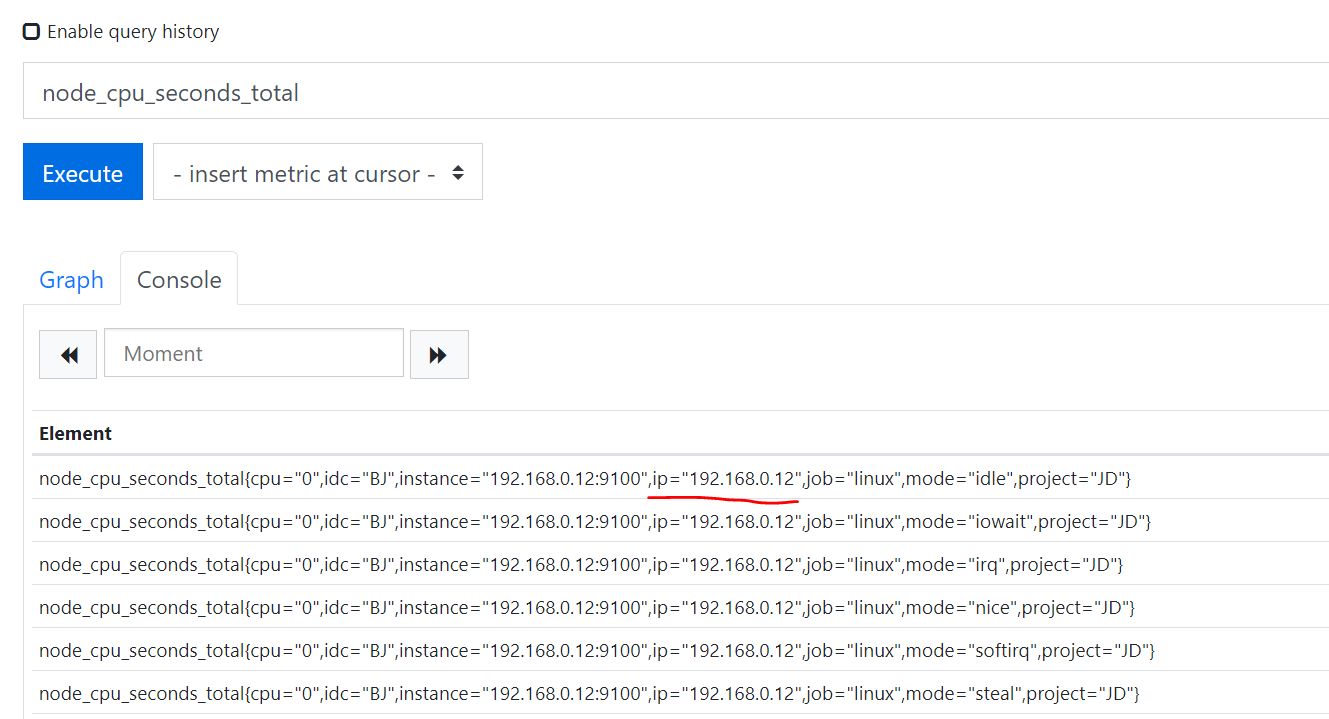 Enable query history
node_cpu_seconds_total
Execute
- insert metric at cursor -
Graph
Console
Moment
Element
node_cpu_seconds_total{cpu="0",idc="BJ",instance="192.168.0.12:9100",ip="192.168.0.12",job="linux",mode="idle",project="JD"}
node_cpu_seconds_total{cpu="0",idc="BJ",instance="192.168.0.12:9100",ip="192.168.0.12",job="linux",mode="iowait",project="JD"}
node_cpu_seconds_total{cpu="0",idc="BJ",instance="192.168.0.12:9100",ip="192.168.0.12",job="linux",mode="irq",project="JD"}
node_cpu_seconds_total{cpu="0",idc="BJ",instance="192.168.0.12:9100",ip="192.168.0.12",job="linux",mode="nice",project="JD"}
node_cpu_seconds_total{cpu="0",idc="BJ",instance="192.168.0.12:9100",ip="192.168.0.12",job="linux",mode="softirq",project="JD"}
node_cpu_seconds_total{cpu="0",idc="BJ",instance="192.168.0.12:9100",ip="192.168.0.12",job="linux",mode="steal",project="JD"}